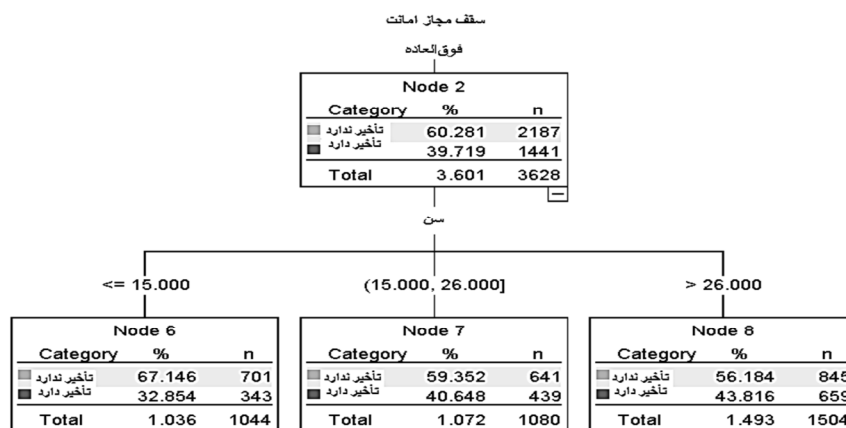 سقف مجاز امانت
فوق‌العاده
Node 2
Category % n
تأخیر ندارد 60.281 2187
تأخیر دارد 39.719 1441
Total 3.601 3628
سن
<= 15.000
(15.000, 26.000]
> 26.000
Node 6
Category % n
تأخیر ندارد 67.146 701
تأخیر دارد 32.854 343
Total 1.036 1044
Node 7
Category % n
تأخیر ندارد 59.352 641
تأخیر دارد 40.648 439
Total 1.072 1080
Node 8
Category % n
تأخیر ندارد 56.184 845
تأخیر دارد 43.816 659
Total 1.493 1504